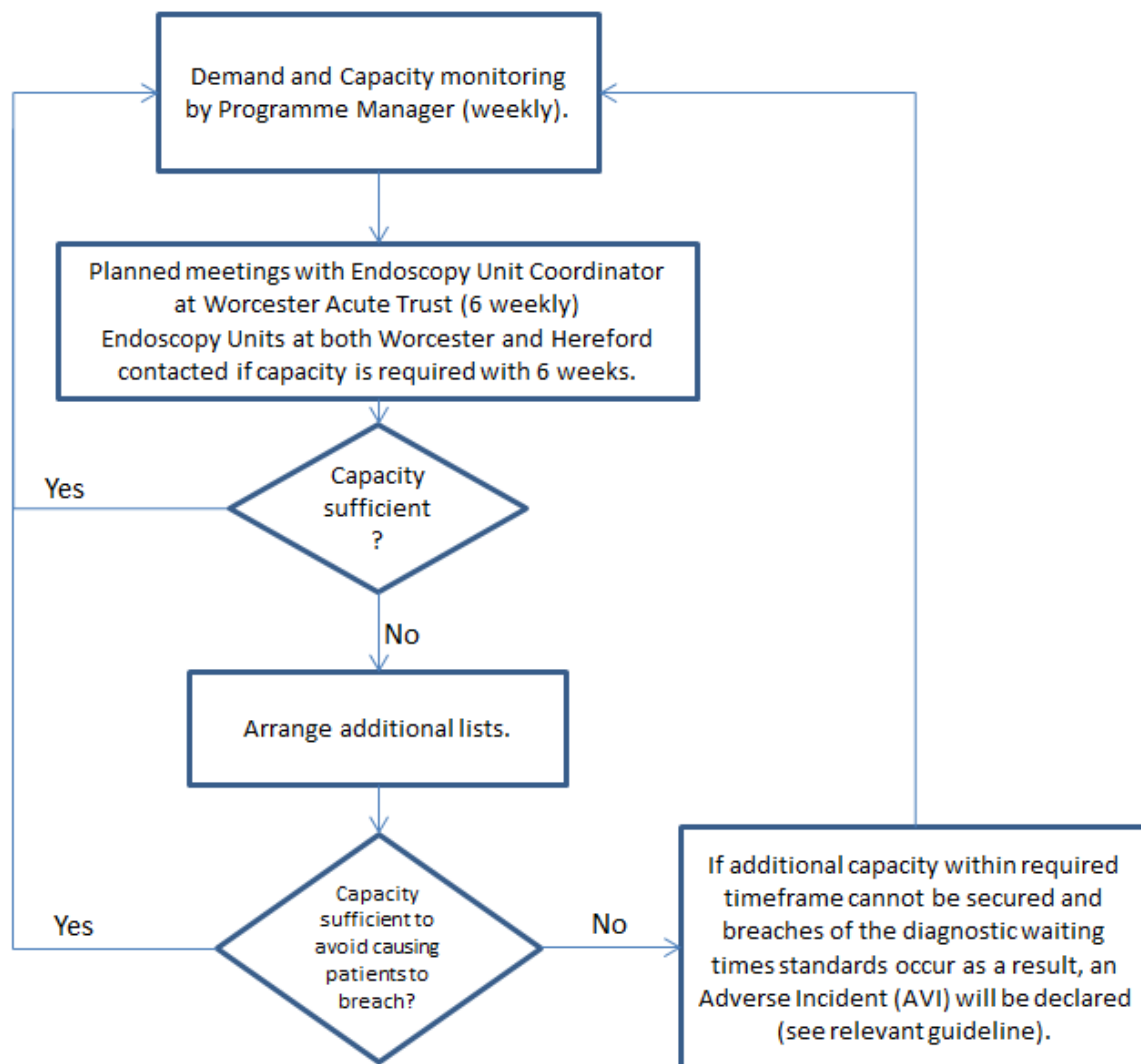 Demand and Capacity monitoring
by Programme Manager (weekly).
Planned meetings with Endoscopy Unit Coordinator
at Worcester Acute Trust (6 weekly)
Endoscopy Units at both Worcester and Hereford
contacted if capacity is required with 6 weeks.
Capacity
sufficient
?
Yes
No
Arrange additional lists.
Capacity
sufficient to
avoid causing
patients to
breach?
Yes
No
If additional capacity within required
timeframe cannot be secured and
breaches of the diagnostic waiting
times standards occur as a result, an
Adverse Incident (AVI) will be declared
(see relevant guideline).